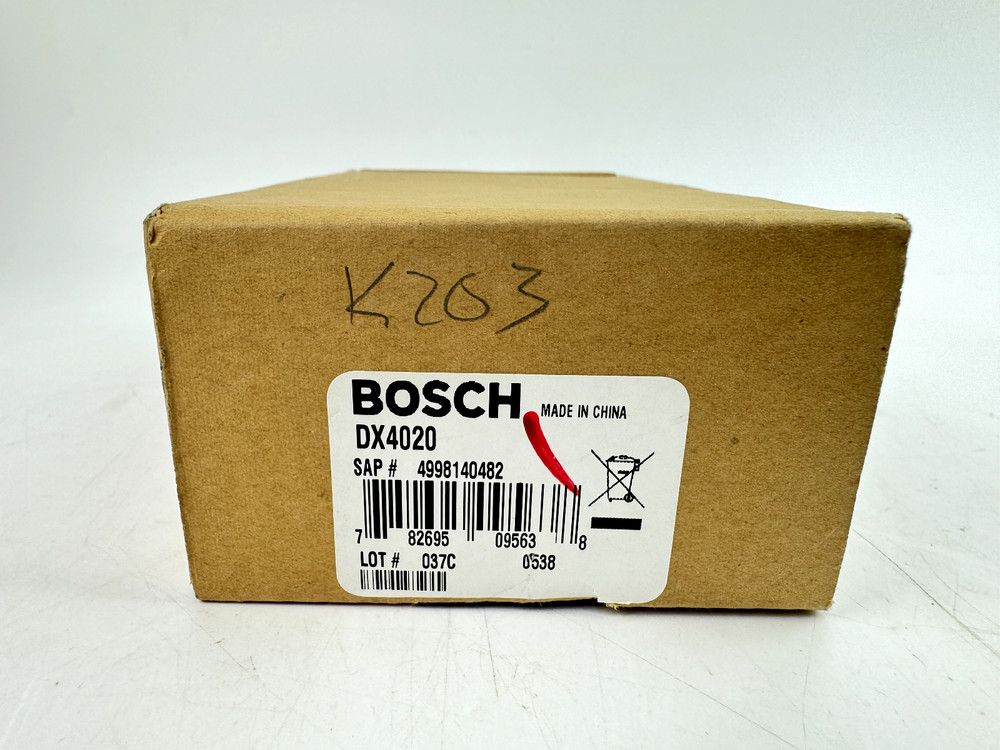 K203
BOSCH
MADE IN CHINA
DX4020
SAP # 4998140482
7 82695 09563 8
LOT # 037C 0538